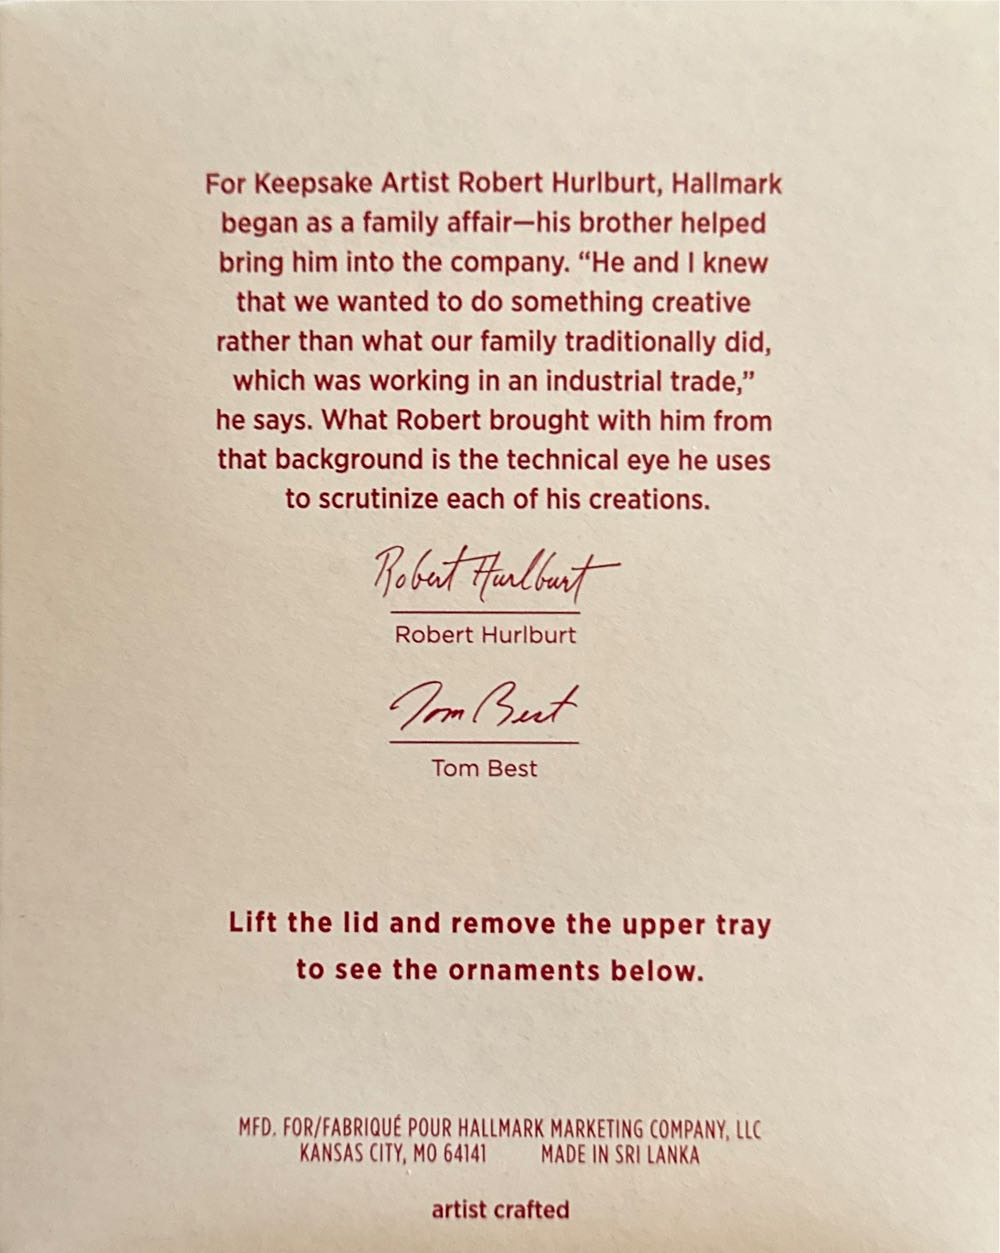 For Keepsake Artist Robert Hurlburt, Hallmark
began as a family affair—his brother helped
bring him into the company. “He and I knew
that we wanted to do something creative
rather than what our family traditionally did,
which was working in an industrial trade,”
he says. What Robert brought with him from
that background is the technical eye he uses
to scrutinize each of his creations.
Robert Hurlburt
Robert Hurlburt
Tom Best
Tom Best
Lift the lid and remove the upper tray
to see the ornaments below.
MFD. FOR/FABRIQUÉ POUR HALLMARK MARKETING COMPANY, LLC
KANSAS CITY, MO 64141 MADE IN SRI LANKA
artist crafted